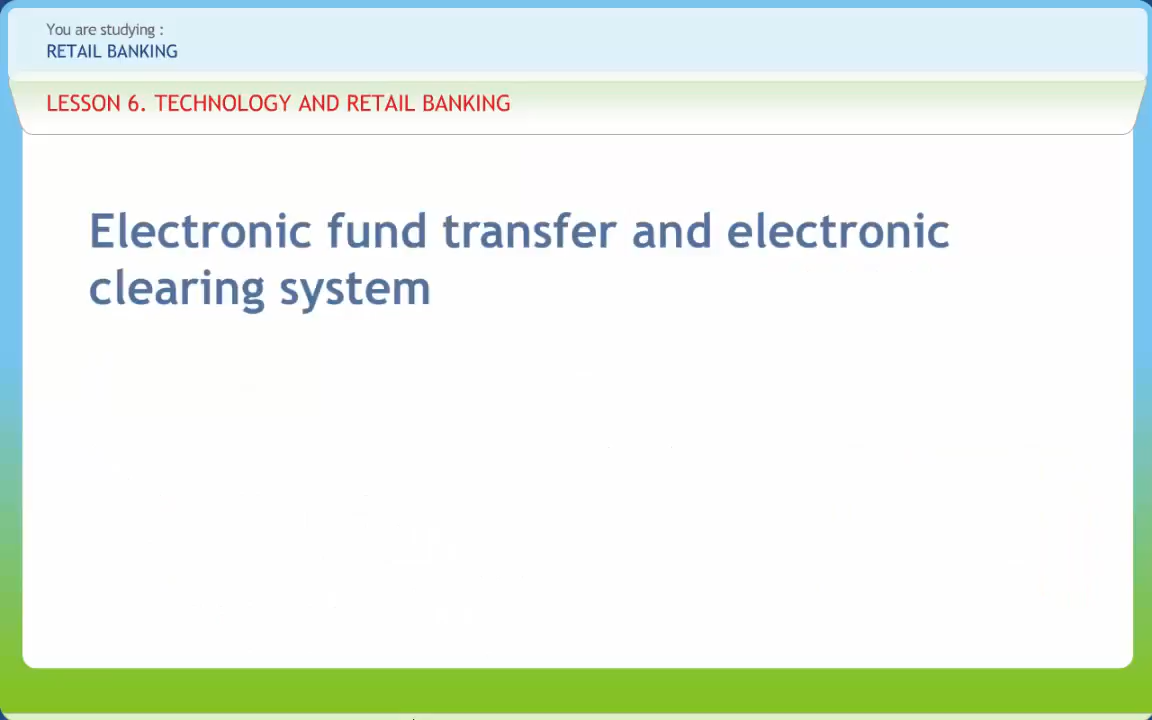 You are studying :
RETAIL BANKING
LESSON 6. TECHNOLOGY AND RETAIL BANKING
Electronic fund transfer and electronic
clearing system